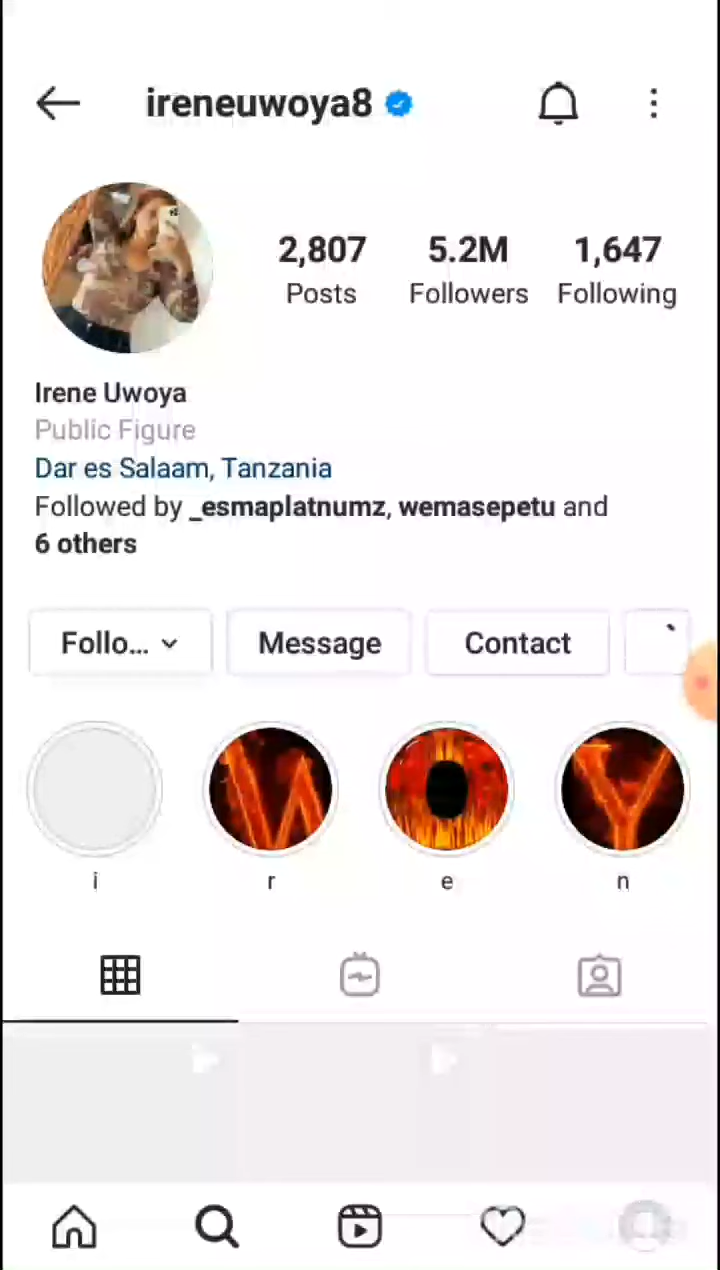 ireneuwoya8
2,807 5.2M 1,647
Posts Followers Following
Irene Uwoya
Public Figure
Dar es Salaam, Tanzania
Followed by _esmaplatnumz, wemasepetu and
6 others
Follo... Message Contact
W O Y
i r e n